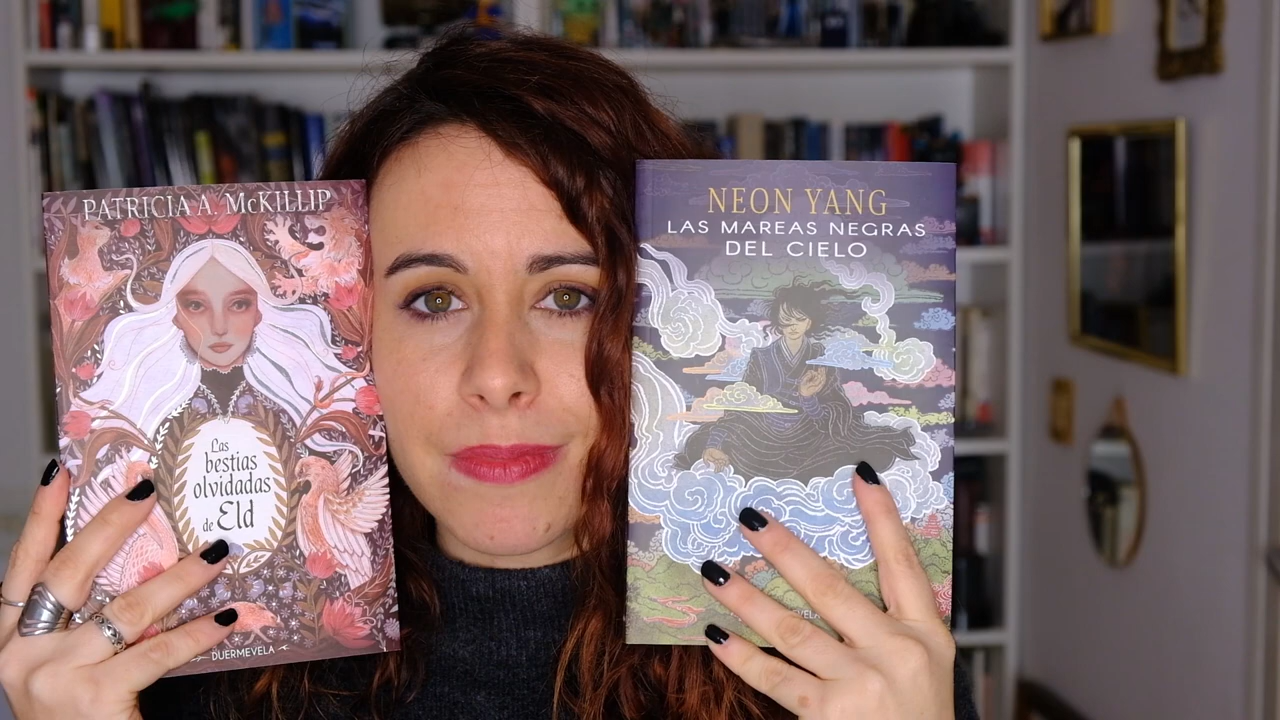 PATRICIA A. McKILLIP
Las
bestias
olvidadas
de Eld
DUERMEVELA
NEON YANG
LAS MAREAS NEGRAS
DEL CIELO